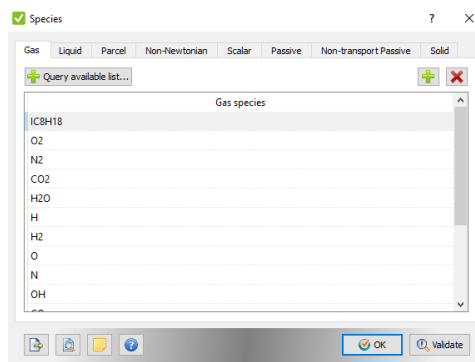 Species
?
Gas Liquid Parcel Non-Newtonian Scalar Passive Non-transport Passive Solid
Query available list...
Gas species
IC8H18
O2
N2
CO2
H2O
H
H2
O
N
OH
OK Validate